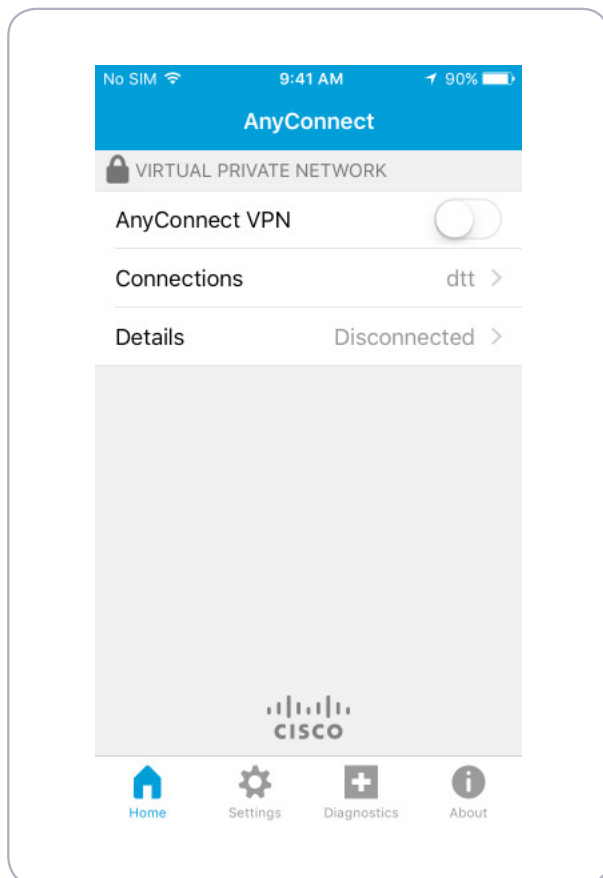 No SIM 9:41 AM 90%
AnyConnect
VIRTUAL PRIVATE NETWORK
AnyConnect VPN
Connections dtt
Details Disconnected
CISCO
Home Settings Diagnostics About